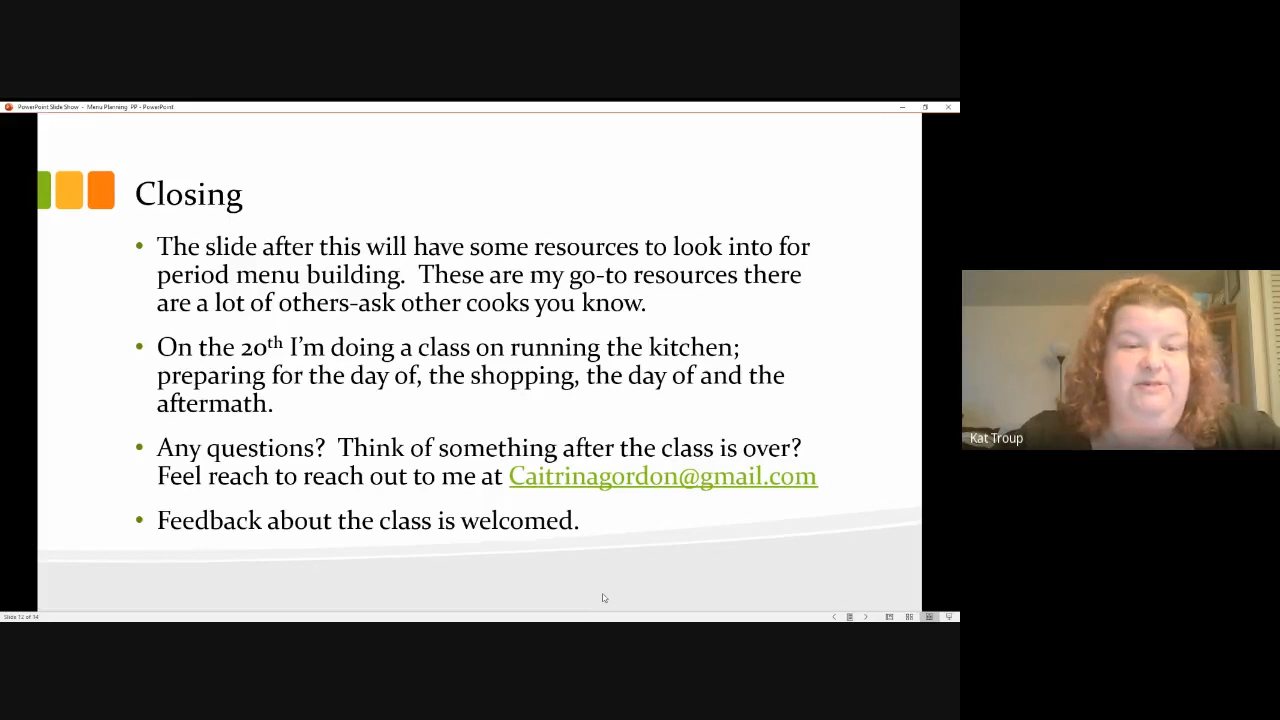 PowerPoint Slide Show - Menu Planning PP - PowerPoint
Closing
• The slide after this will have some resources to look into for
period menu building. These are my go-to resources there
are a lot of others-ask other cooks you know.
• On the 20th I'm doing a class on running the kitchen;
preparing for the day of, the shopping, the day of and the
aftermath.
• Any questions? Think of something after the class is over?
Feel reach to reach out to me at Caitrinagordon@gmail.com
• Feedback about the class is welcomed.
Kat Troup
Slide 12 of 14